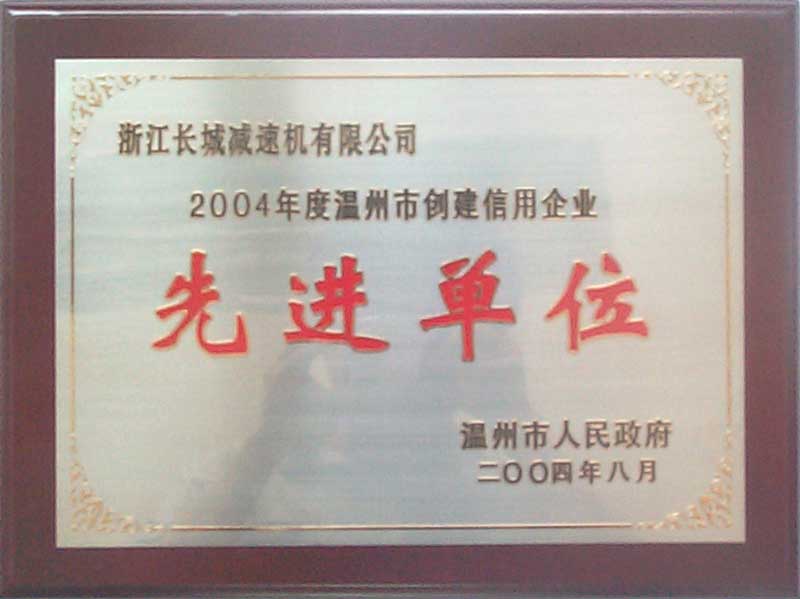 浙江长城减速机有限公司
2004年度温州市创建信用企业
先进单位
温州市人民政府
二〇〇四年八月